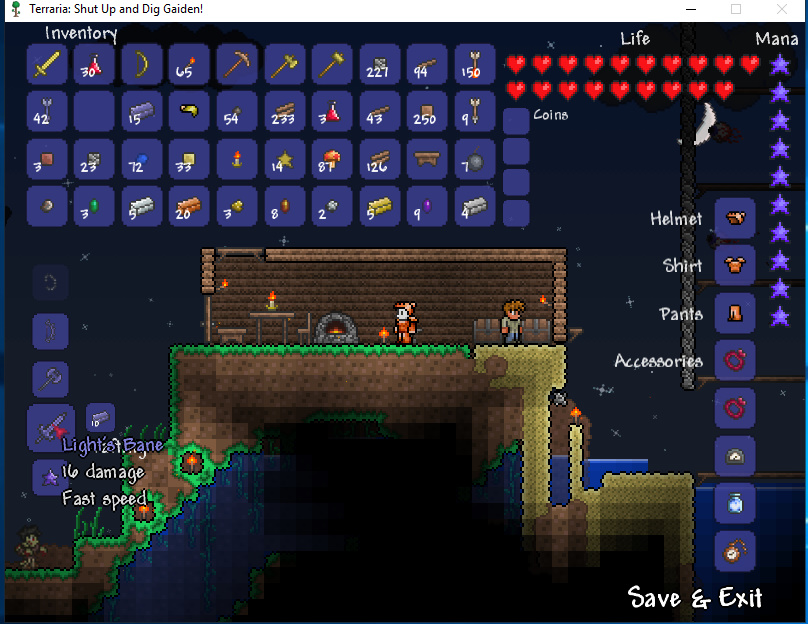 Terraria: Shut Up and Dig Gaiden!
Inventory
Life
Mana
30
65
227
94
150
42
15
54
233
3
43
250
9
Coins
3
23
72
33
14
87
126
7
3
5
20
3
8
2
5
9
4
Helmet
Shirt
Pants
Accessories
10
Light's Bane
16 damage
Fast speed
Save & Exit